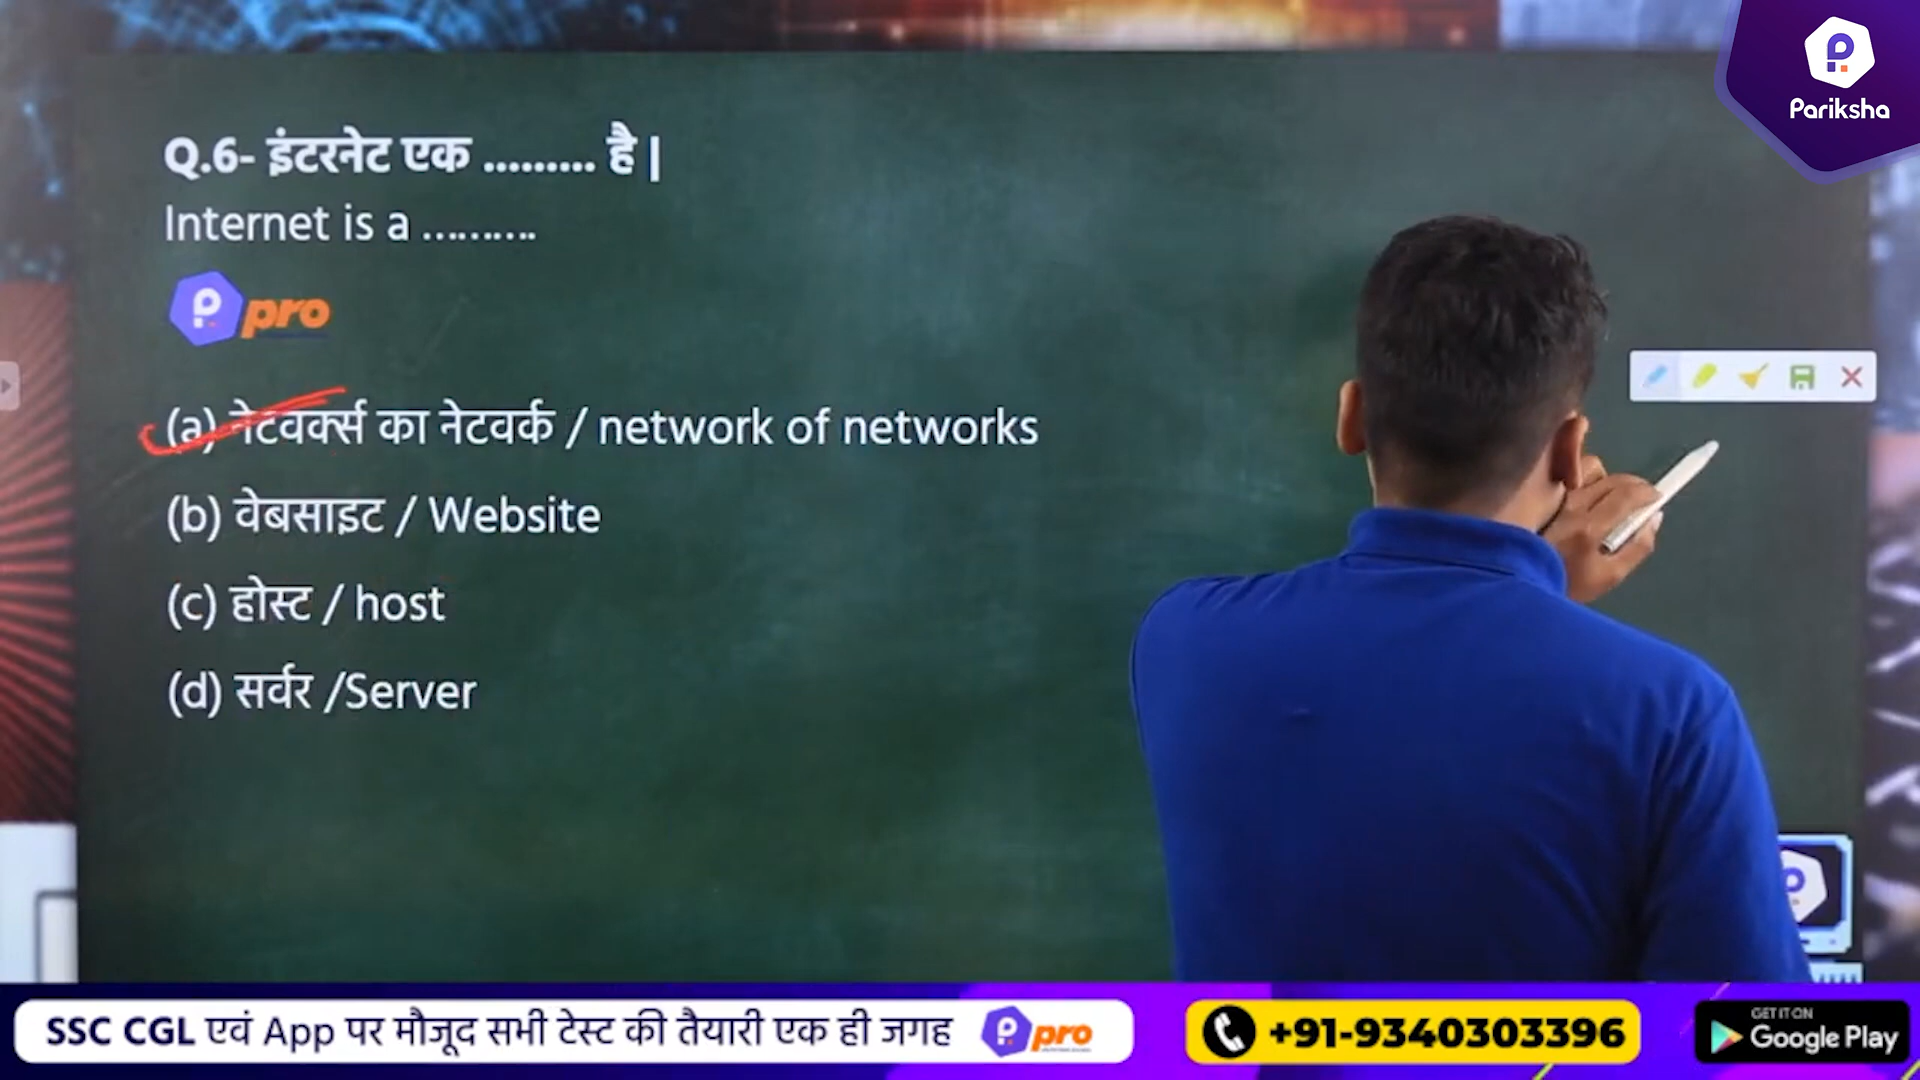 Pariksha
Q.6- इंटरनेट एक ......... है |
Internet is a ..........
pro
(a) नेटवर्क्स का नेटवर्क / network of networks
(b) वेबसाइट / Website
(c) होस्ट / host
(d) सर्वर /Server
SSC CGL एवं App पर मौजूद सभी टेस्ट की तैयारी एक ही जगह pro
+91-9340303396
GET IT ON
Google Play